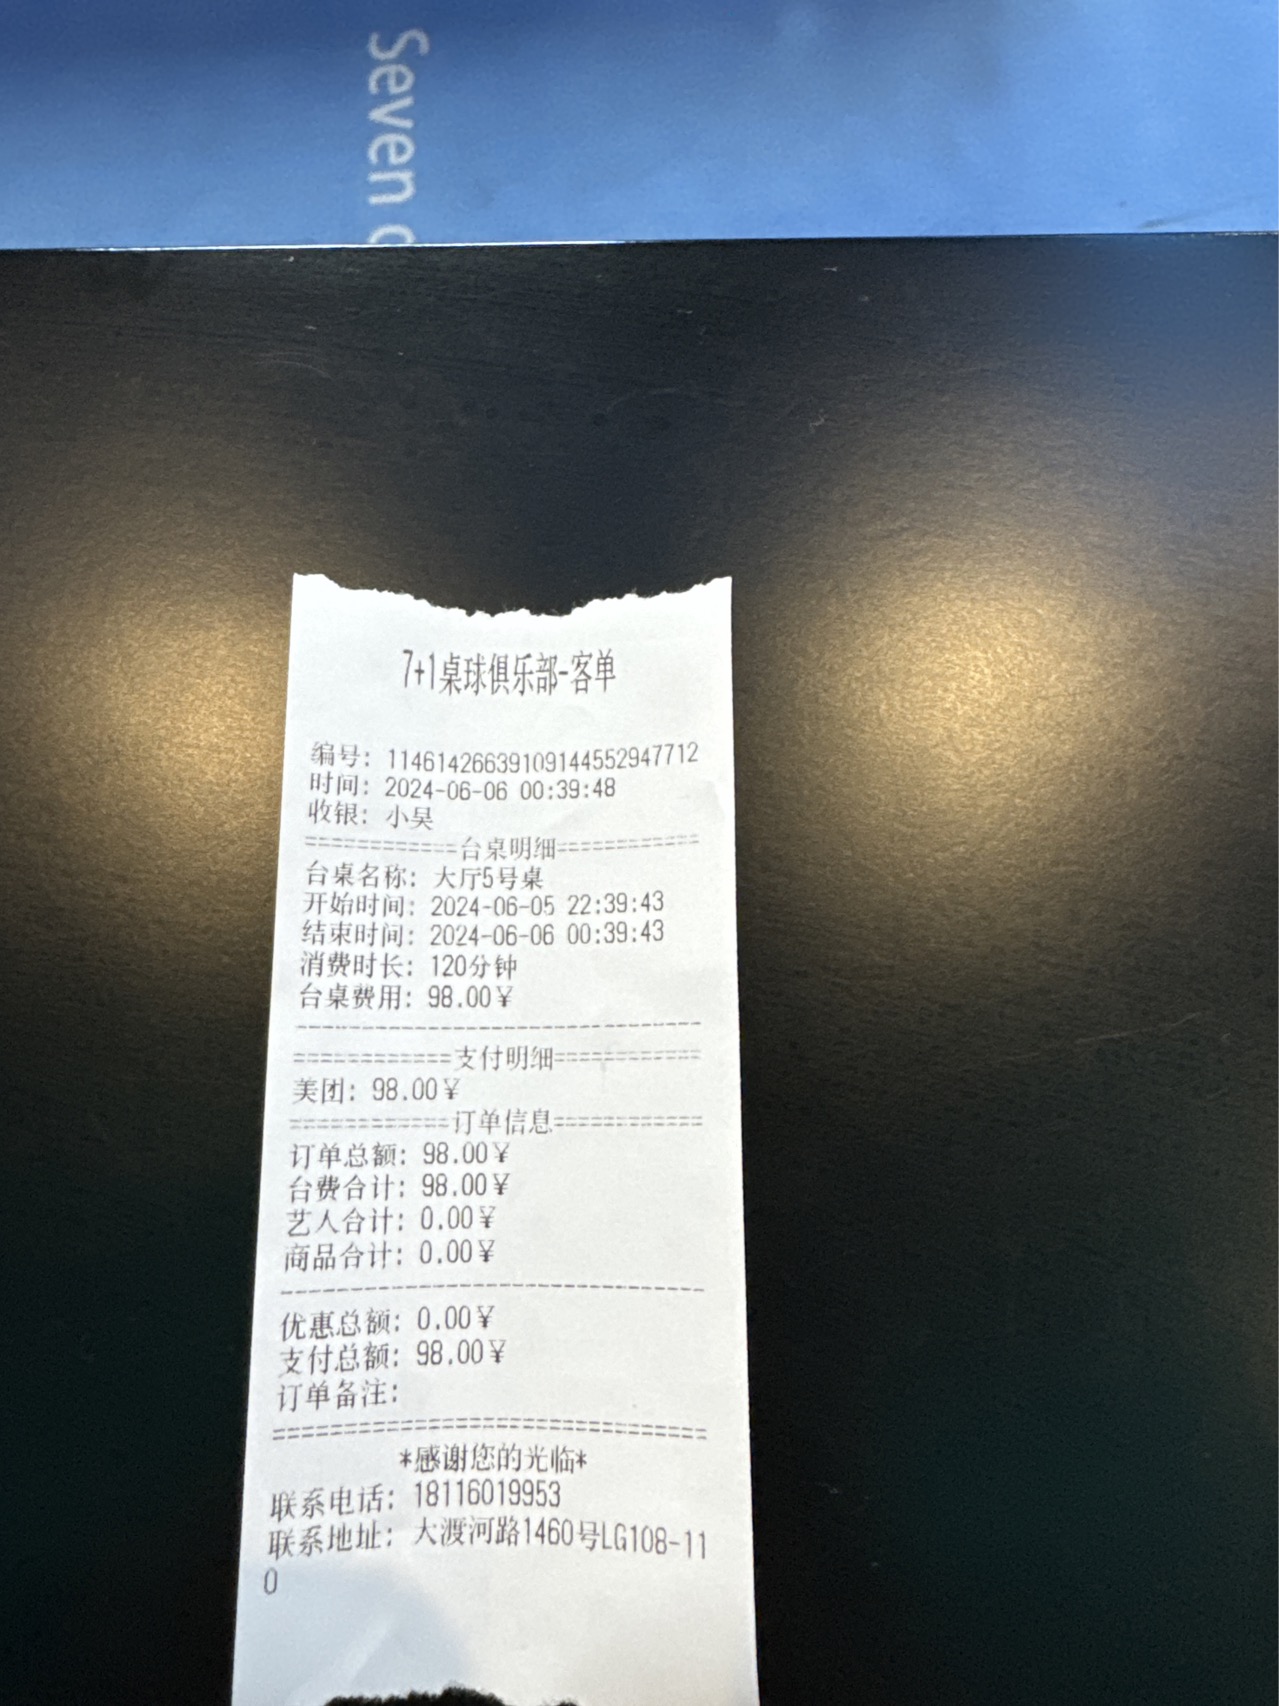 Seven
7+1桌球俱乐部-客单
编号: 11461426639109144552947712
时间: 2024-06-06 00:39:48
收银: 小吴
============台桌明细===========
台桌名称: 大厅5号桌
开始时间: 2024-06-05 22:39:43
结束时间: 2024-06-06 00:39:43
消费时长: 120分钟
台桌费用: 98.00¥
--------------------------------
============支付明细===========
美团: 98.00¥
============订单信息===========
订单总额: 98.00¥
台费合计: 98.00¥
艺人合计: 0.00¥
商品合计: 0.00¥
--------------------------------
优惠总额: 0.00¥
支付总额: 98.00¥
订单备注:
================================
*感谢您的光临*
联系电话: 18116019953
联系地址: 大渡河路1460号LG108-11
0